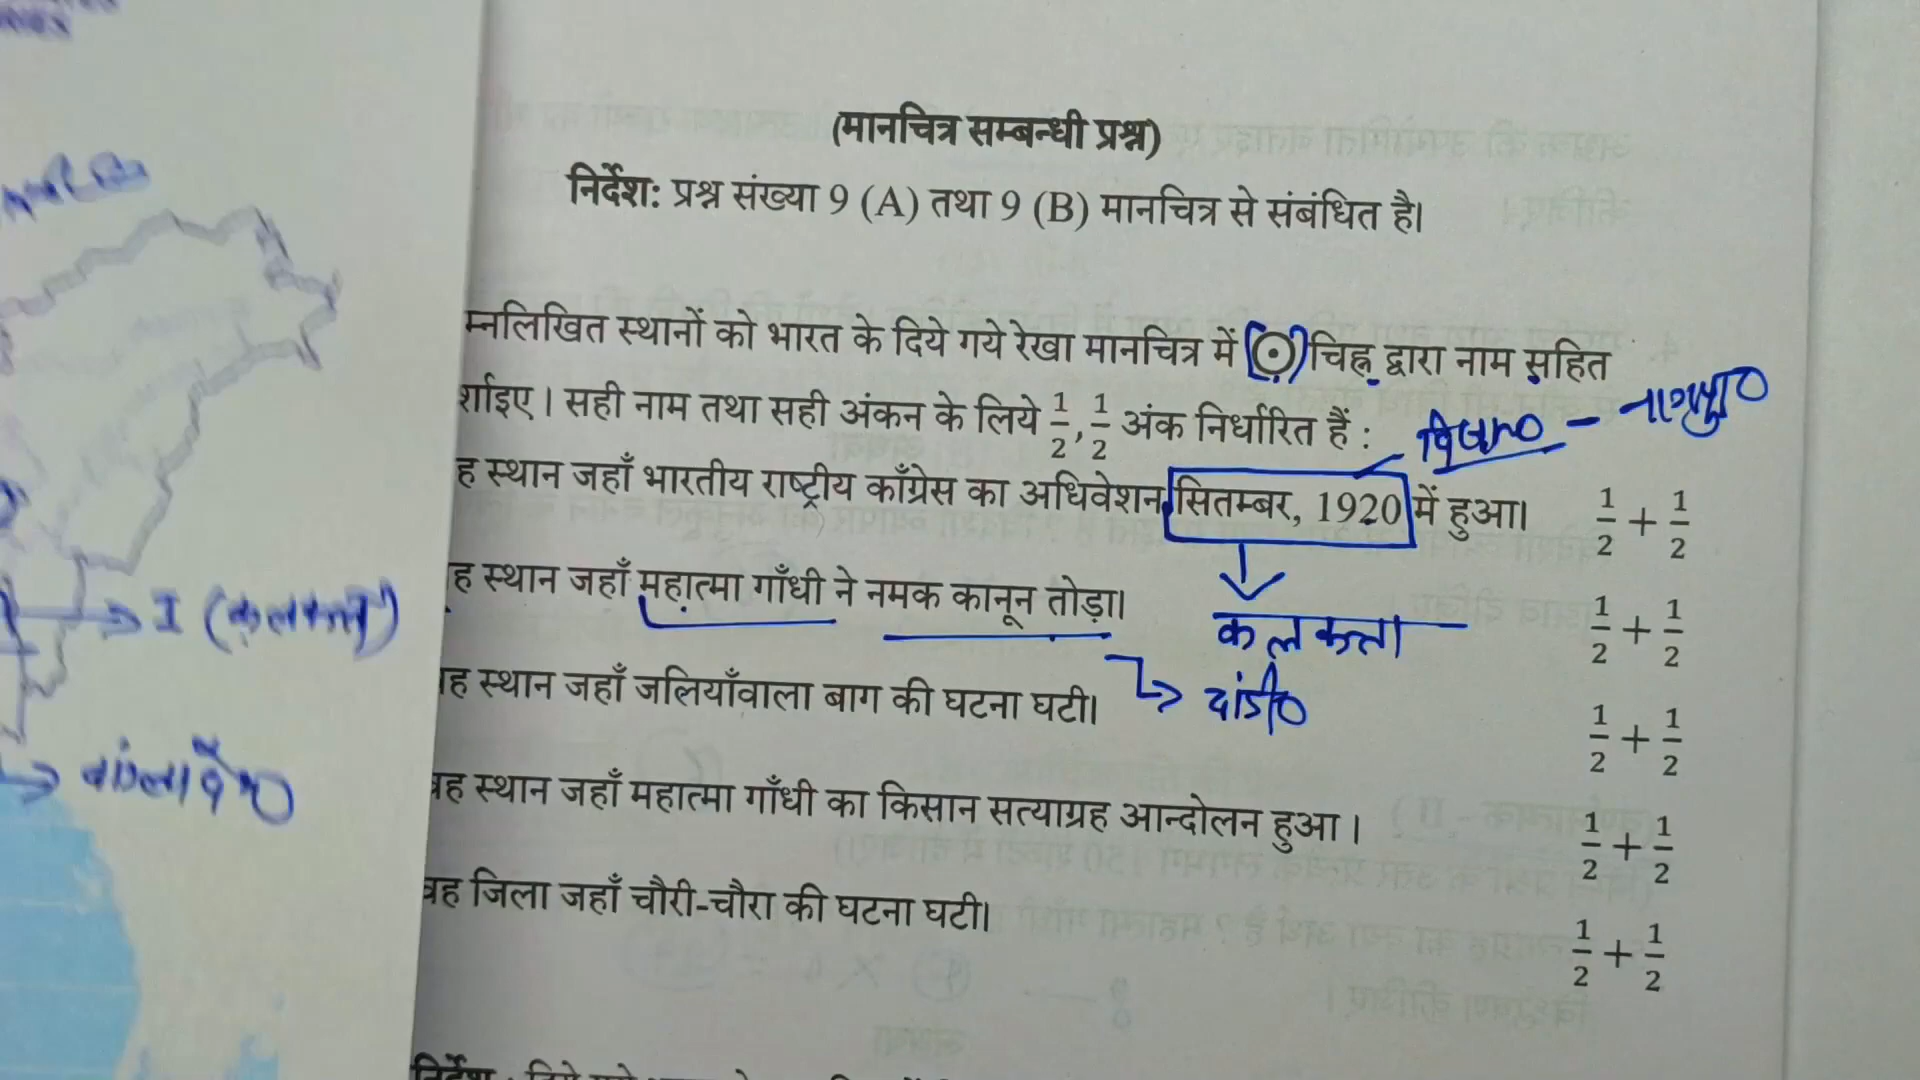 (मानचित्र सम्बन्धी प्रश्न)
निर्देश: प्रश्न संख्या 9 (A) तथा 9 (B) मानचित्र से संबंधित है।
म्नलिखित स्थानों को भारत के दिये गये रेखा मानचित्र में (⊙) चिह्न द्वारा नाम सहित
र्शाइए। सही नाम तथा सही अंकन के लिये 1/2, 1/2 अंक निर्धारित हैं :
– नागपुर
ह स्थान जहाँ भारतीय राष्ट्रीय काँग्रेस का अधिवेशन सितम्बर, 1920 में हुआ। 1/2 + 1/2
ह स्थान जहाँ महात्मा गाँधी ने नमक कानून तोड़ा। 1/2 + 1/2
कलकत्ता
I (कलकत्ता)
ह स्थान जहाँ जलियाँवाला बाग की घटना घटी। 1/2 + 1/2
दांडी
वह स्थान जहाँ महात्मा गाँधी का किसान सत्याग्रह आन्दोलन हुआ । 1/2 + 1/2
वह जिला जहाँ चौरी-चौरा की घटना घटी। 1/2 + 1/2
निर्देश :